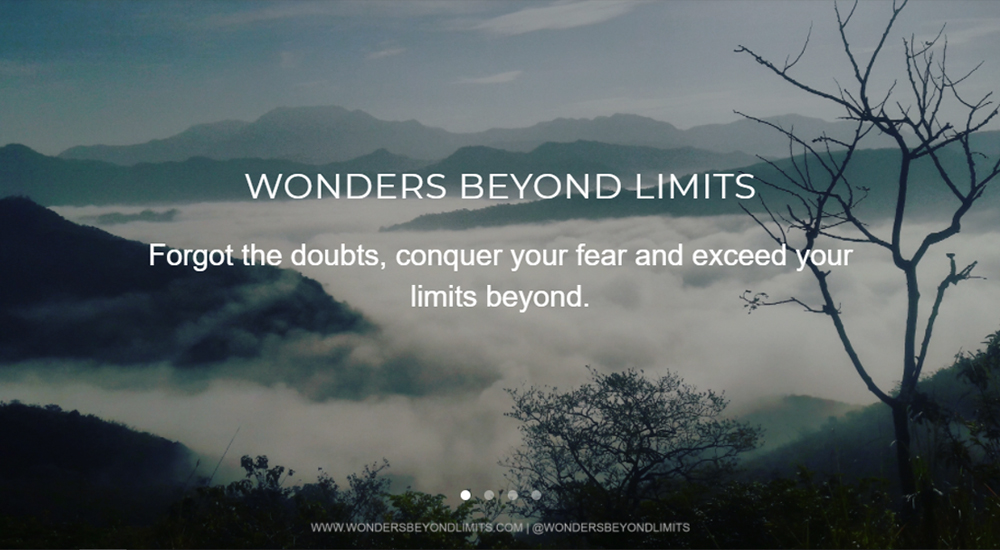 WONDERS BEYOND LIMITS
Forgot the doubts, conquer your fear and exceed your
limits beyond.
WWW.WONDERSBEYONDLIMITS.COM | @WONDERSBEYONDLIMITS